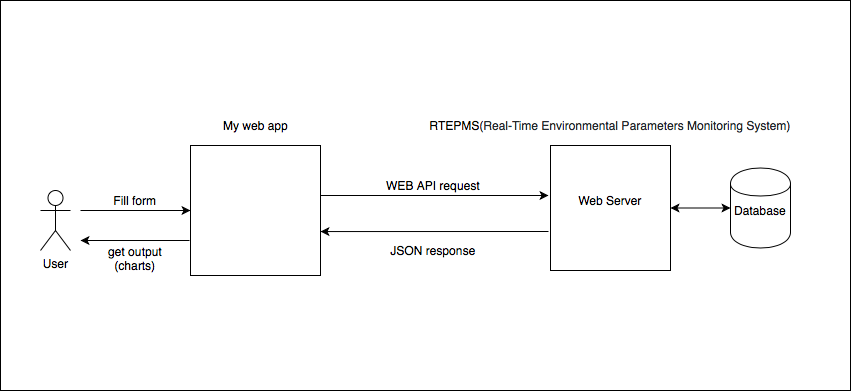 My web app
RTEPMS(Real-Time Environmental Parameters Monitoring System)
Fill form
WEB API request
Web Server
Database
get output
(charts)
JSON response
User